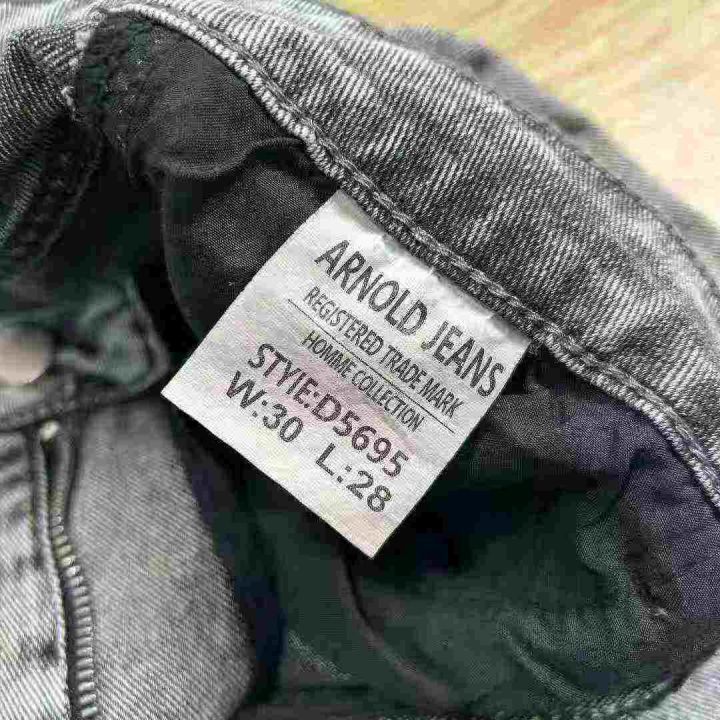 ARNOLD JEANS
REGISTERED TRADE MARK
HOMME COLLECTION
STYIE:D5695
W:30 L:28